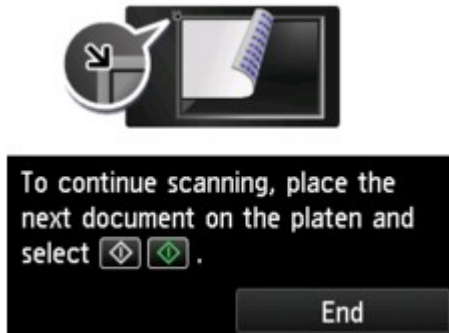 To continue scanning, place the
next document on the platen and
select .
End